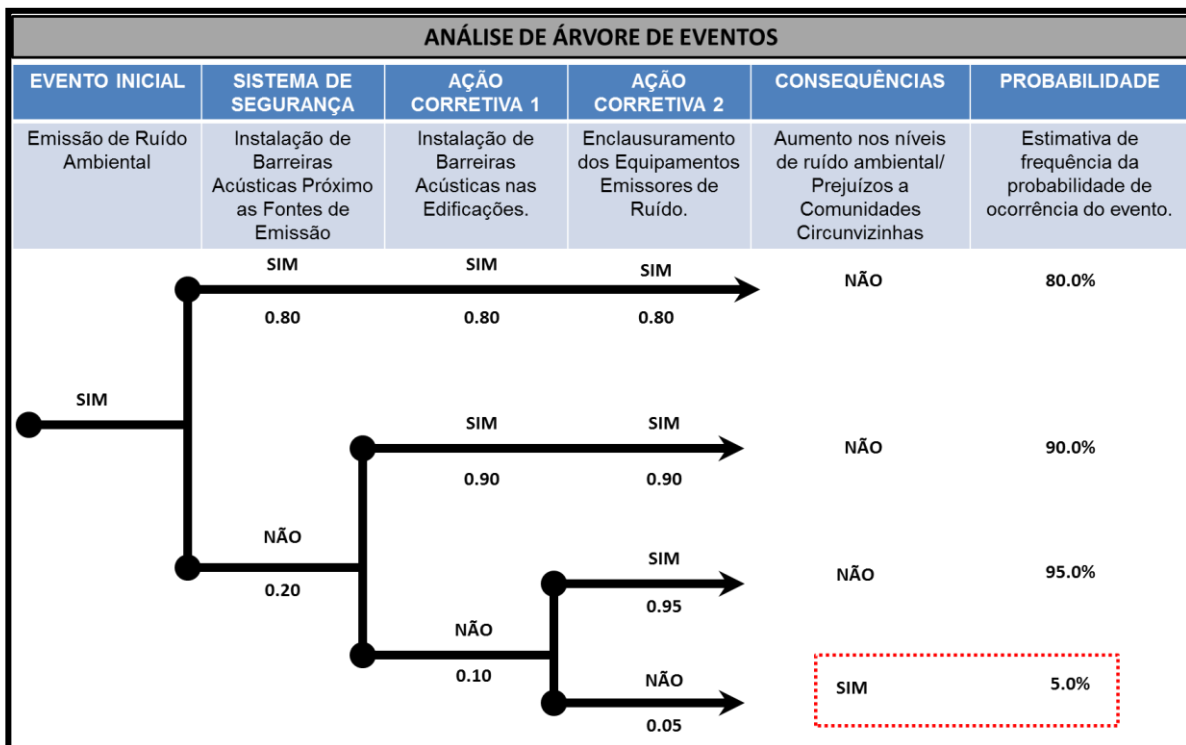 ANÁLISE DE ÁRVORE DE EVENTOS
EVENTO INICIAL
SISTEMA DE
SEGURANÇA
AÇÃO
CORRETIVA 1
AÇÃO
CORRETIVA 2
CONSEQUÊNCIAS
PROBABILIDADE
Emissão de Ruído
Ambiental
Instalação de
Barreiras
Acústicas Próximo
as Fontes de
Emissão
Instalação de
Barreiras
Acústicas nas
Edificações.
Enclausuramento
dos Equipamentos
Emissores de
Ruído.
Aumento nos níveis
de ruído ambiental/
Prejuízos a
Comunidades
Circunvizinhas
Estimativa de
frequência da
probabilidade de
ocorrência do evento.
SIM SIM SIM
NÃO 80.0%
0.80 0.80 0.80
SIM
SIM SIM
NÃO 90.0%
0.90 0.90
NÃO
0.20
SIM
NÃO 95.0%
0.95
NÃO
0.10
NÃO
SIM 5.0%
0.05